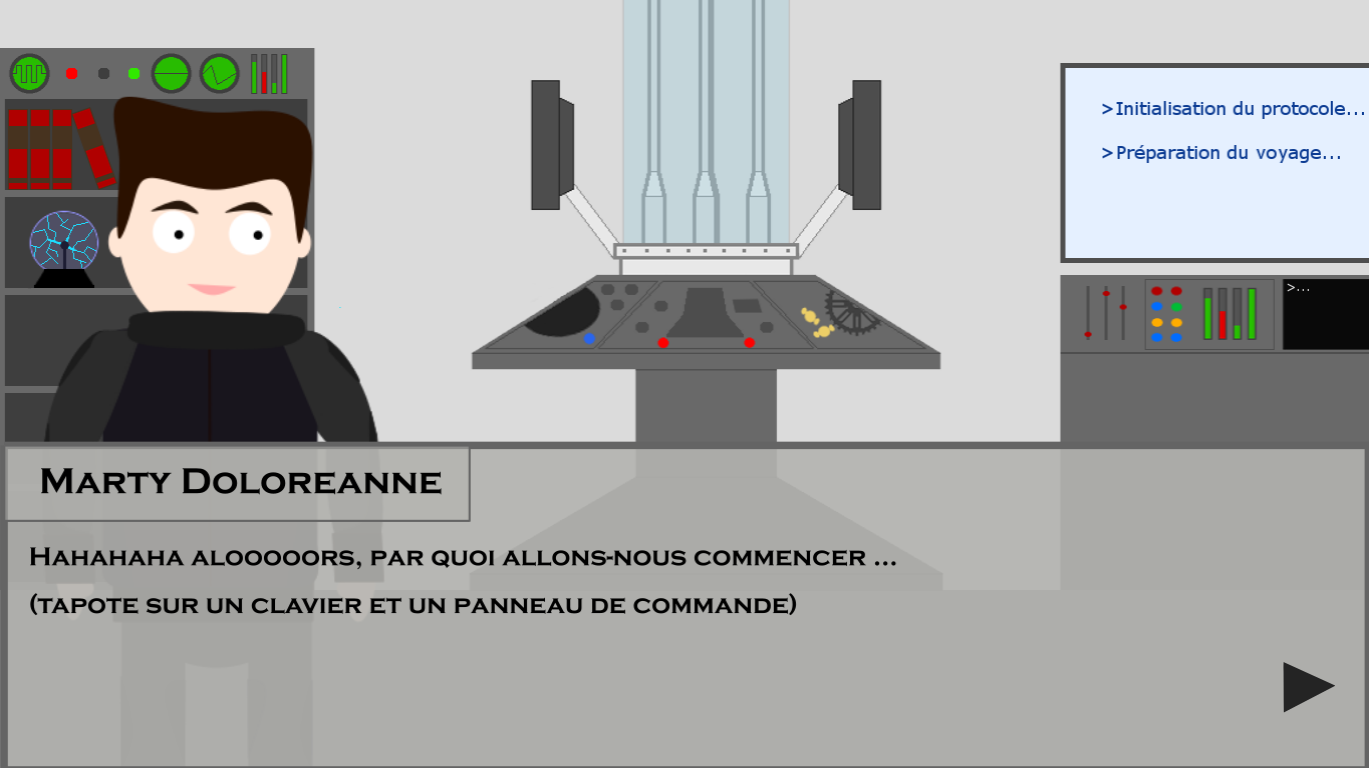 >Initialisation du protocole...
>Préparation du voyage...
>...
Marty Doloreanne
Hahahaha alooooors, par quoi allons-nous commencer ...
(tapote sur un clavier et un panneau de commande)